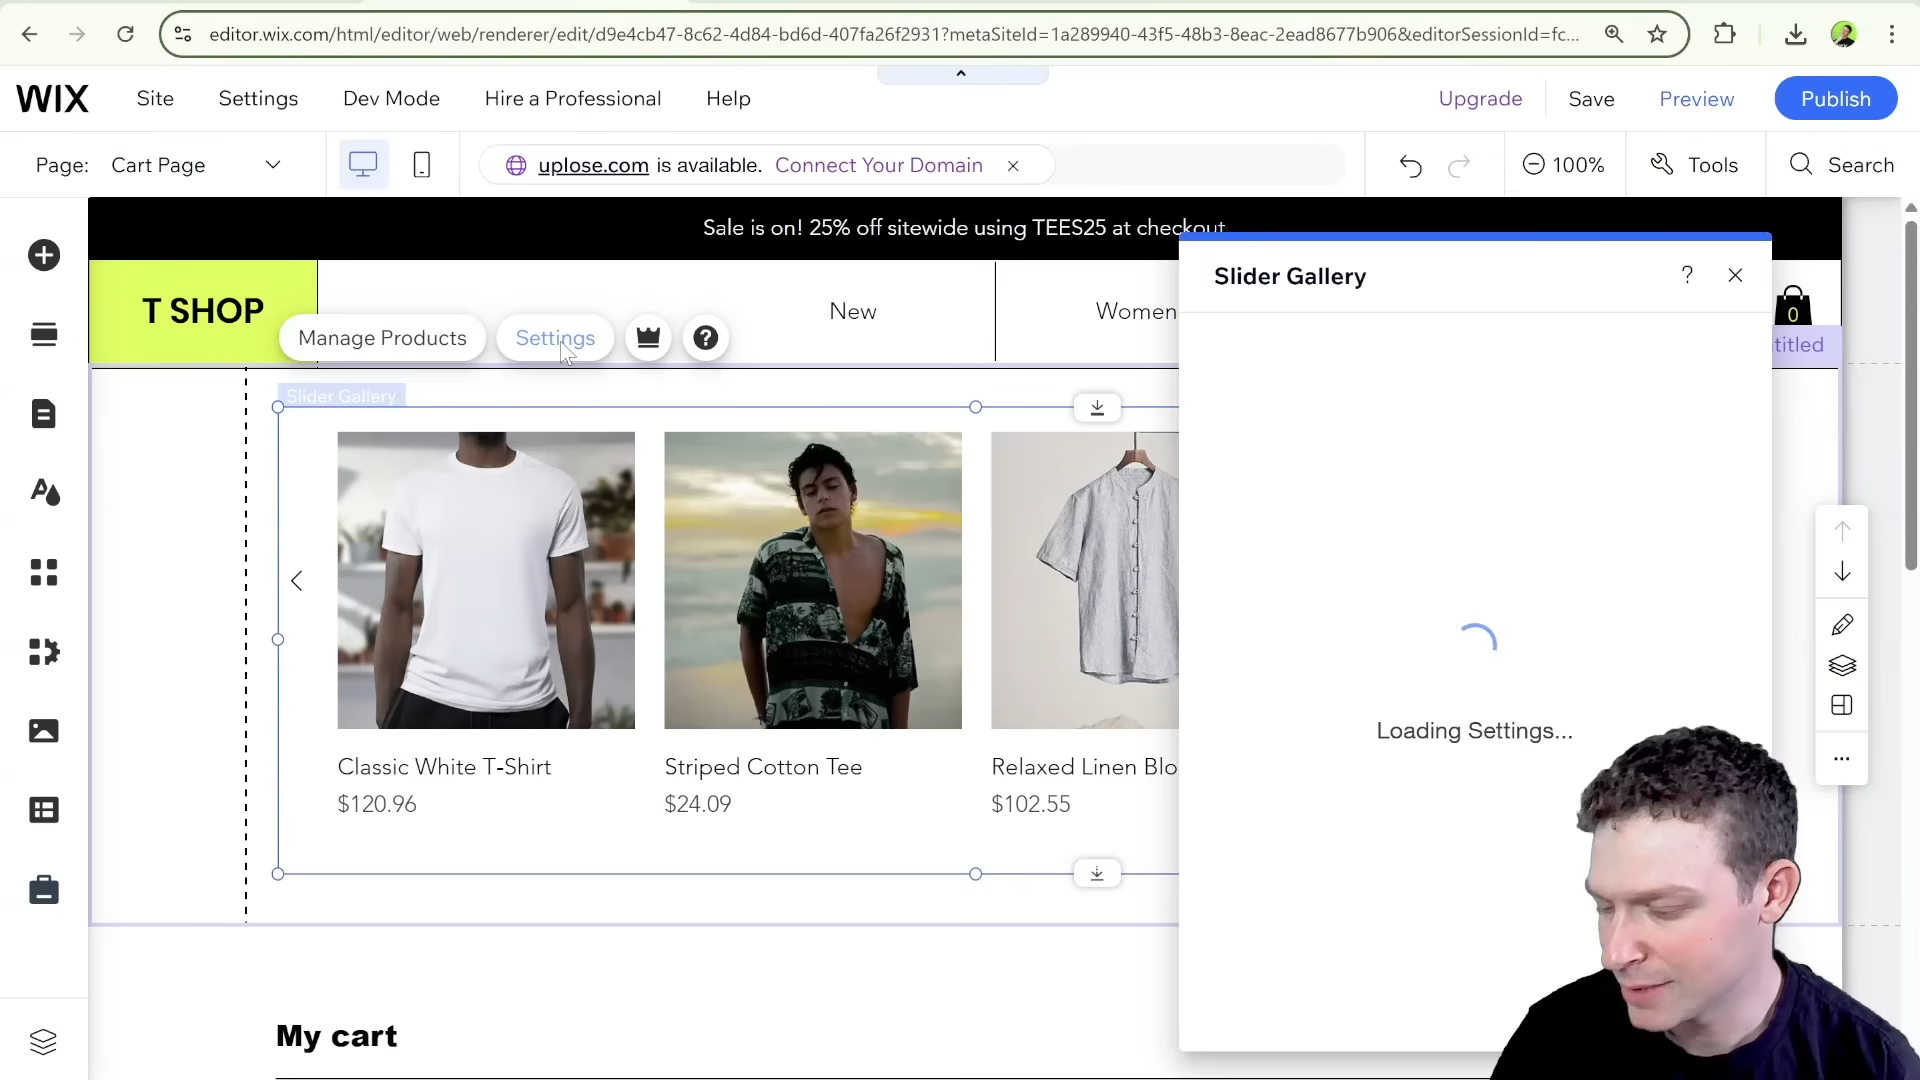 editor.wix.com/html/editor/web/renderer/edit/d9e4cb47-8c62-4d84-bd6d-407fa26f2931?metaSiteId=1a289940-43f5-48b3-8eac-2ead8677b906&editorSessionId=fc...
WIX Site Settings Dev Mode Hire a Professional Help Upgrade Save Preview Publish
Page: Cart Page uplose.com is available. Connect Your Domain 100% Tools Search
Sale is on! 25% off sitewide using TEES25 at checkout
Slider Gallery ?
T SHOP New Women 0
Manage Products Settings ?
titled
Slider Gallery
Loading Settings...
Classic White T-Shirt Striped Cotton Tee Relaxed Linen Blo
$120.96 $24.09 $102.55
My cart